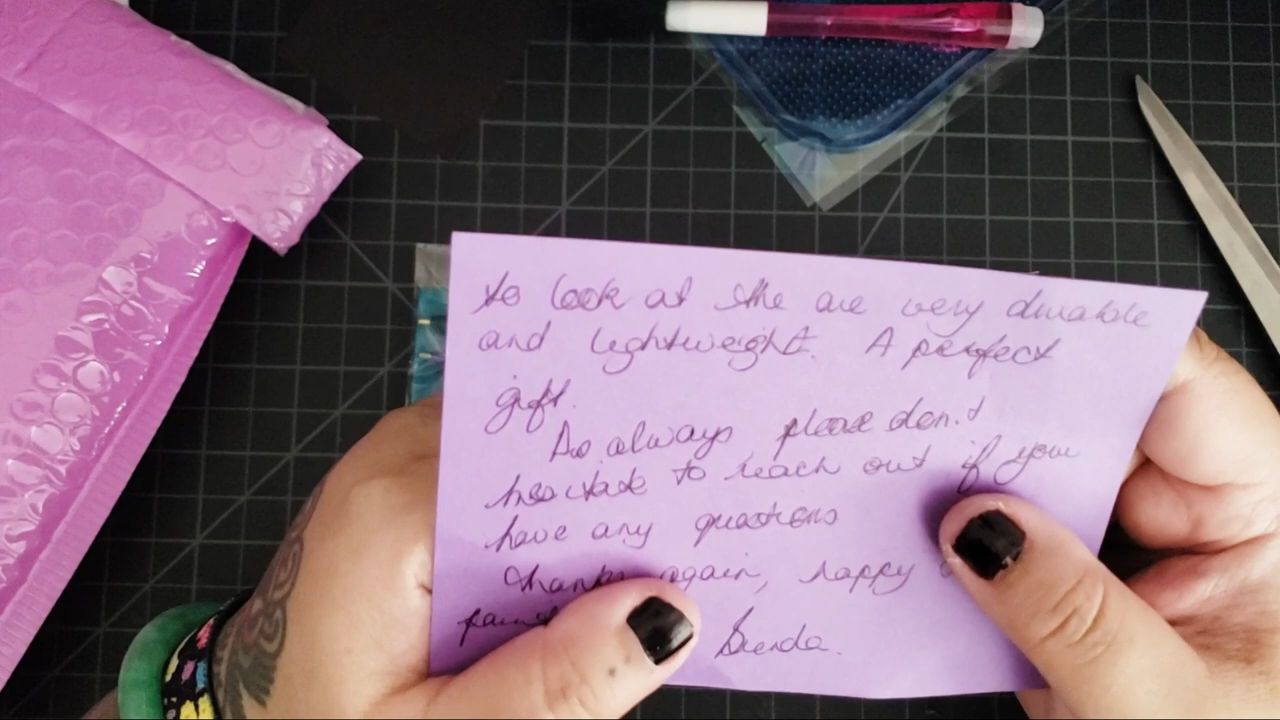 to look at the are very durable
and lightweight. A perfect
gift.
As always please don't
hesitate to reach out if you
have any questions
Thanks again, happy
Brenda.